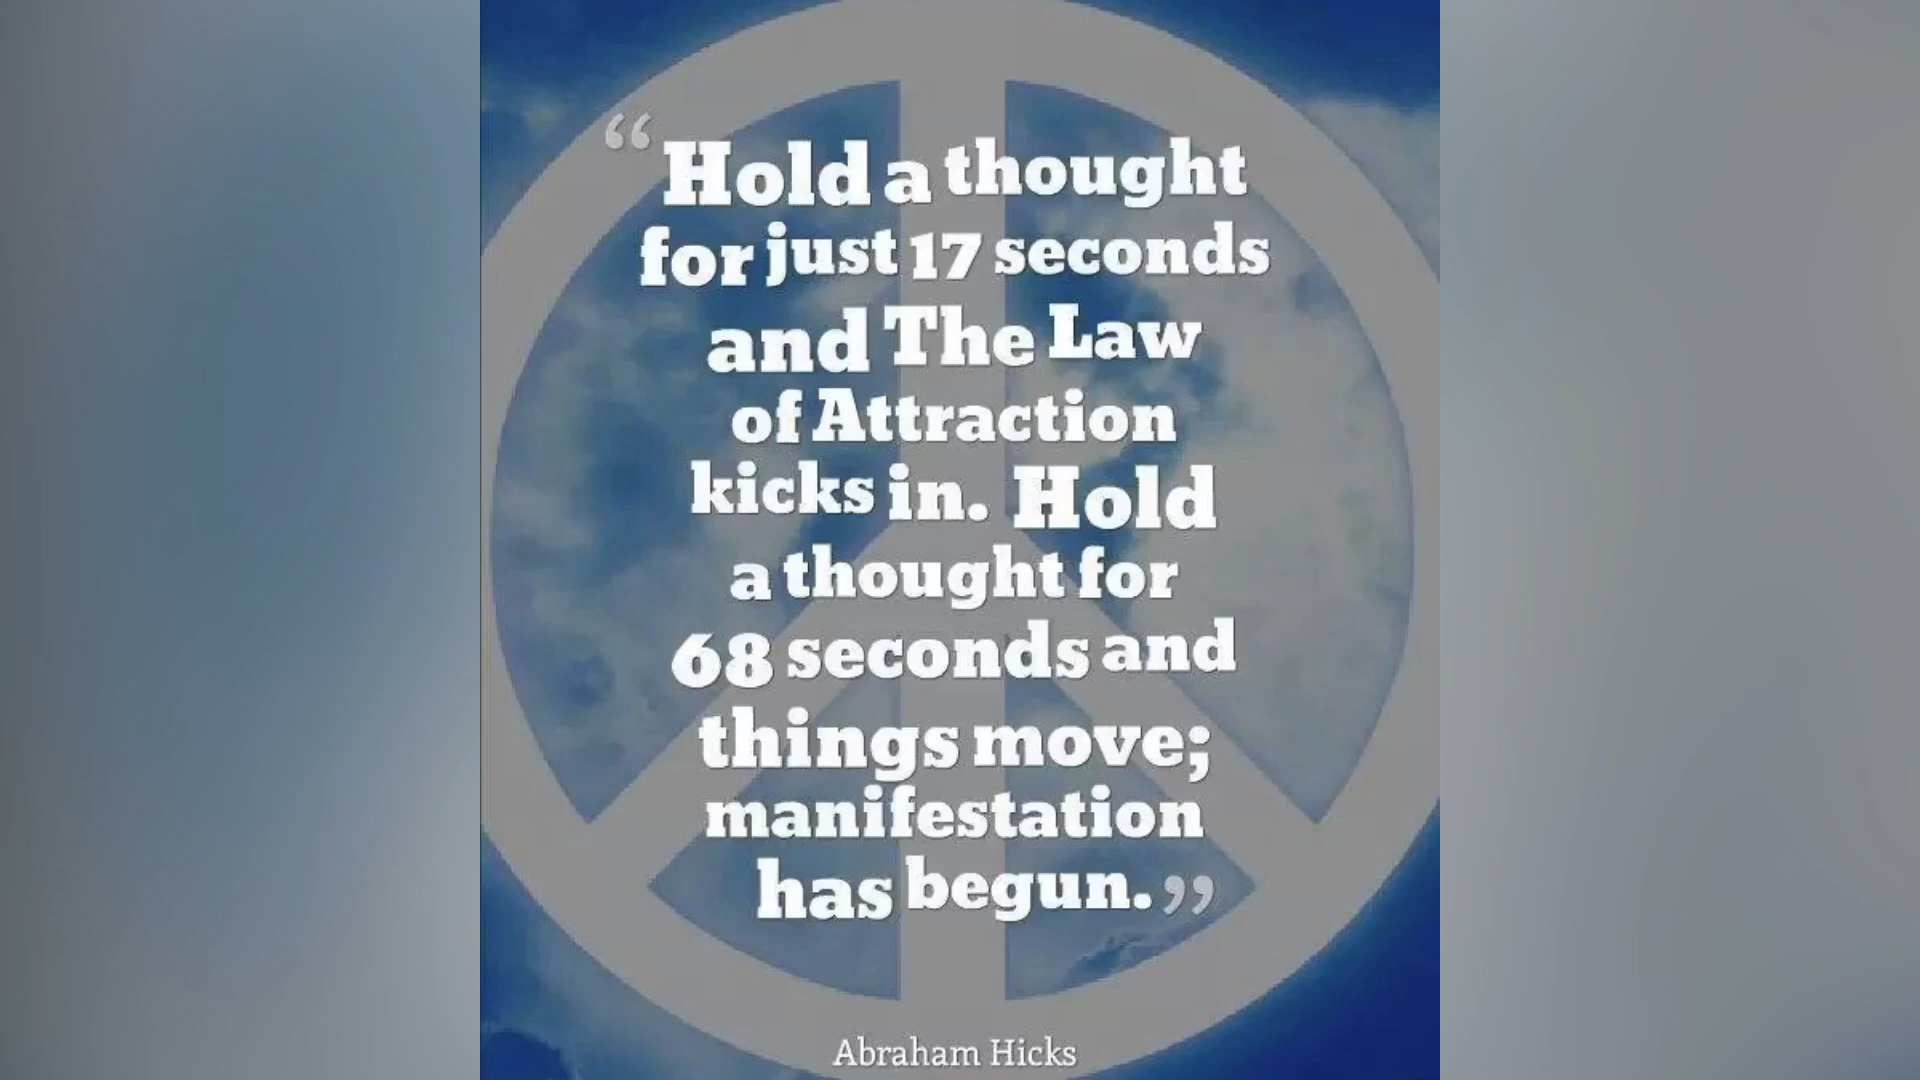 “Hold a thought
for just 17 seconds
and The Law
of Attraction
kicks in. Hold
a thought for
68 seconds and
things move;
manifestation
has begun.”
Abraham Hicks